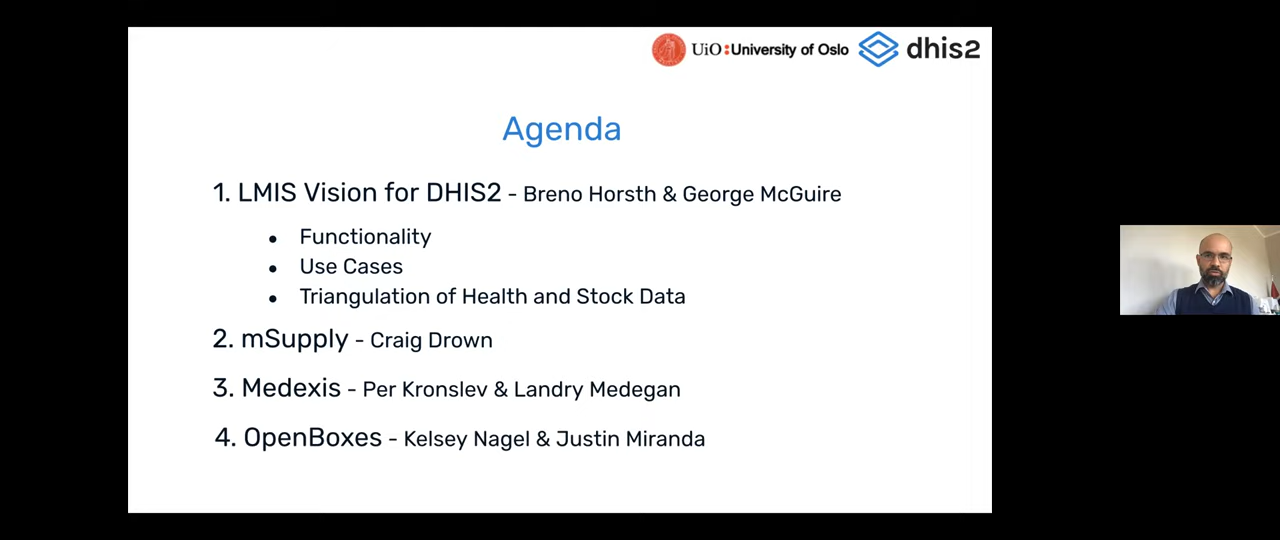 UiO:University of Oslo dhis2
Agenda
1. LMIS Vision for DHIS2 - Breno Horsth & George McGuire
● Functionality
● Use Cases
● Triangulation of Health and Stock Data
2. mSupply - Craig Drown
3. Medexis - Per Kronslev & Landry Medegan
4. OpenBoxes - Kelsey Nagel & Justin Miranda